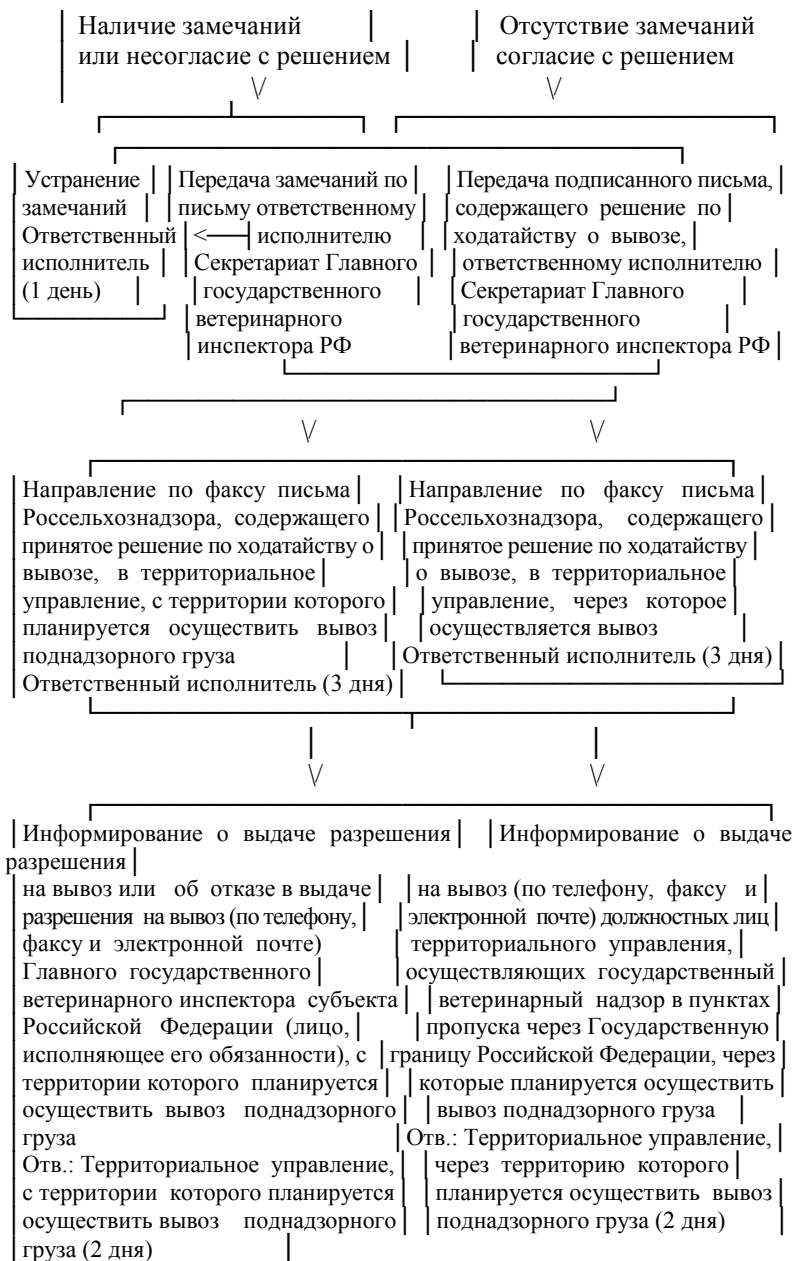 Наличие замечаний | | Отсутствие замечаний
или несогласие с решением | | согласие с решением
\/ \/
|Устранение | |Передача замечаний по | |Передача подписанного письма, |
|замечаний | |письму ответственному| |содержащего решение по |
|Ответственный |<──┤исполнителю | |ходатайству о вывозе, |
|исполнитель | |Секретариат Главного | |ответственному исполнителю |
|(1 день) | |государственного | |Секретариат Главного |
|ветеринарного |государственного |
|инспектора РФ |ветеринарного инспектора РФ |
\/ \/
|Направление по факсу письма | |Направление по факсу письма |
|Россельхознадзора, содержащего | |Россельхознадзора, содержащего |
|принятое решение по ходатайству о | |принятое решение по ходатайству |
|вывозе, в территориальное | |о вывозе, в территориальное |
|управление, с территории которого | |управление, через которое |
|планируется осуществить вывоз | |осуществляется вывоз |
|поднадзорного груза | |Ответственный исполнитель (3 дня) |
|Ответственный исполнитель (3 дня) |
\/ \/
|Информирование о выдаче разрешения | |Информирование о выдаче
разрешения |
|на вывоз или об отказе в выдаче | |на вывоз (по телефону, факсу и |
|разрешения на вывоз (по телефону, | |электронной почте) должностных лиц |
|факсу и электронной почте) | территориального управления, |
|Главного государственного | |осуществляющих государственный |
|ветеринарного инспектора субъекта | |ветеринарный надзор в пунктах |
|Российской Федерации (лицо, | |пропуска через Государственную |
|исполняющее его обязанности), с |границу Российской Федерации, через |
|территории которого планируется | |которые планируется осуществить |
|осуществить вывоз поднадзорного | |вывоз поднадзорного груза |
|груза |Отв.: Территориальное управление, |
|Отв.: Территориальное управление, | |через территорию которого |
|с территории которого планируется | |планируется осуществить вывоз |
|осуществить вывоз поднадзорного | |поднадзорного груза (2 дня) |
|груза (2 дня) |